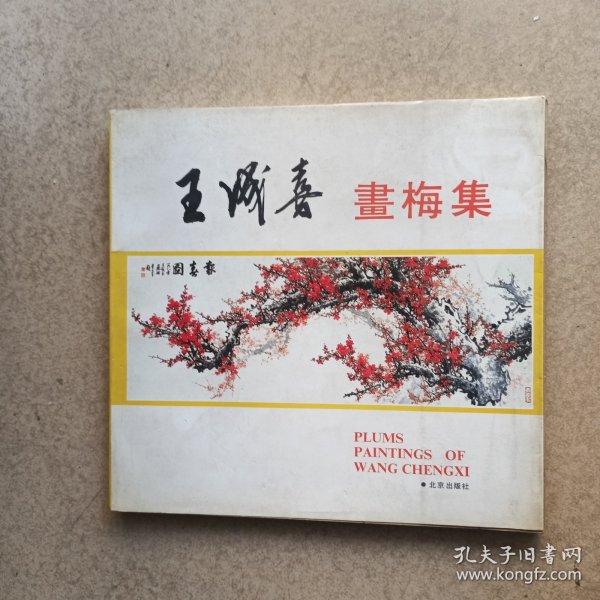 王成喜 畫梅集
報春圖
PLUMS
PAINTINGS OF
WANG CHENGXI
●北京出版社
孔夫子旧书网
www.kongfz.com